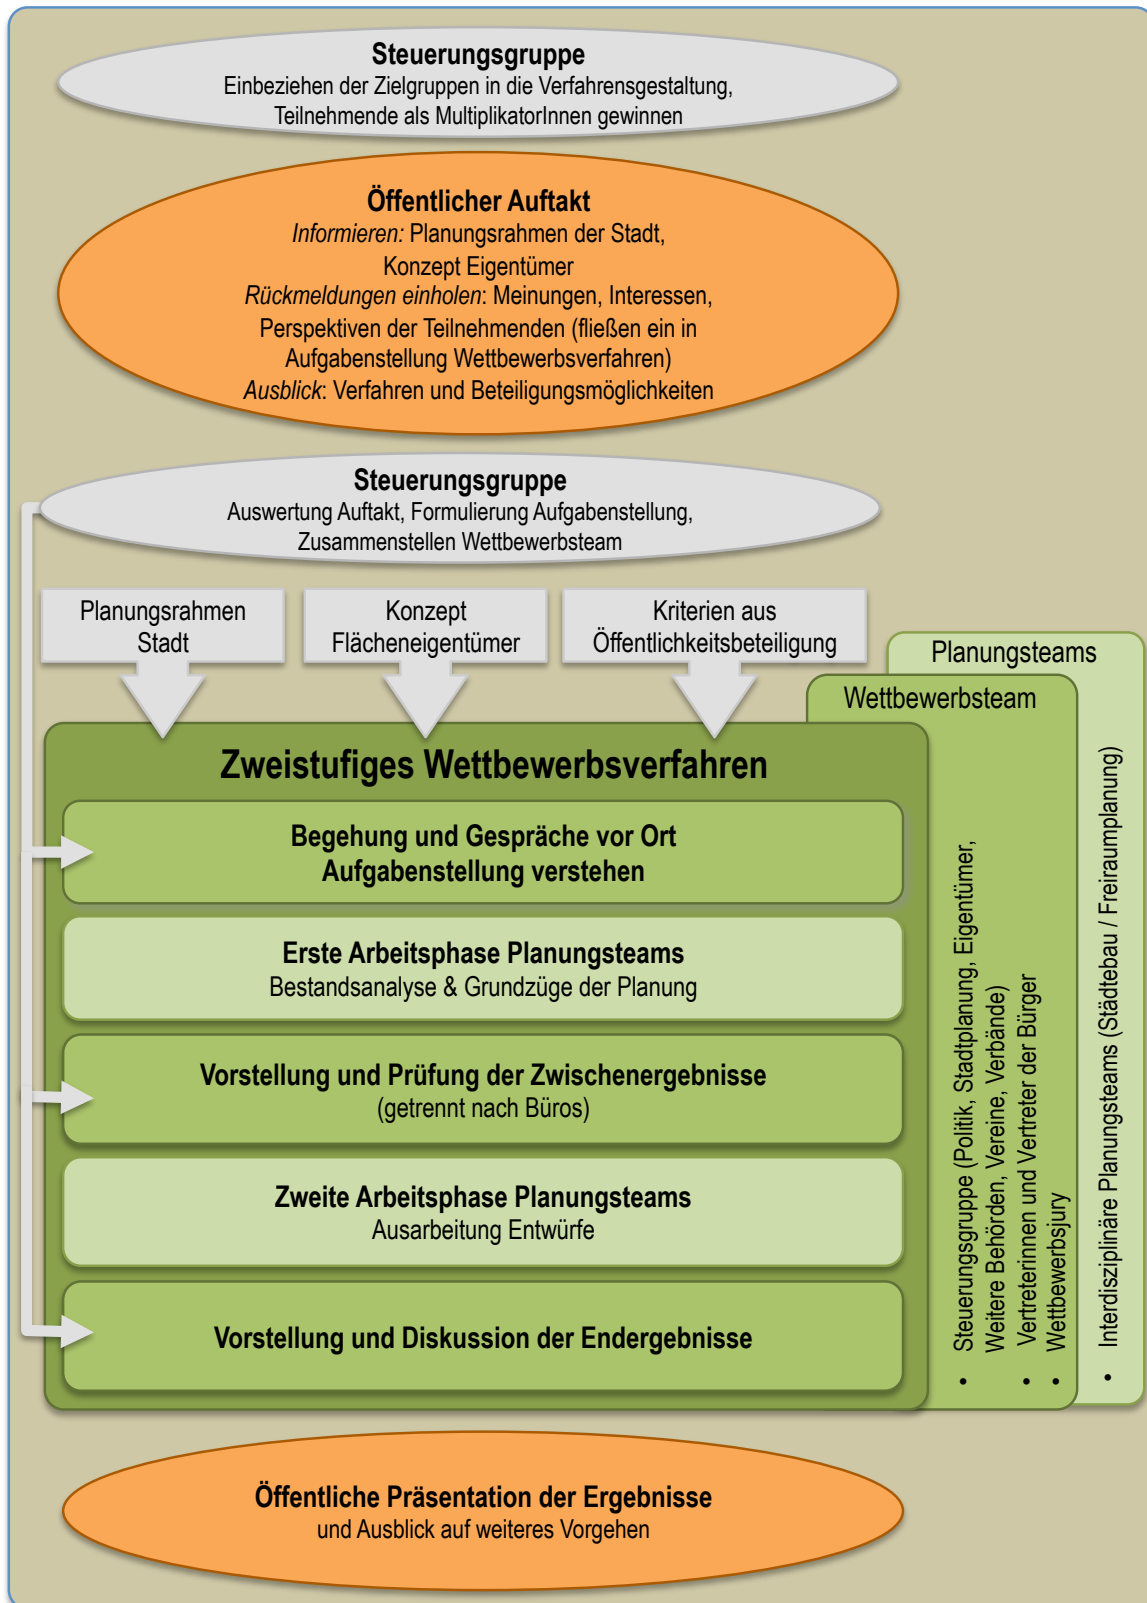 Steuerungsgruppe
Einbeziehen der Zielgruppen in die Verfahrensgestaltung,
Teilnehmende als MultiplikatorInnen gewinnen
Öffentlicher Auftakt
Informieren: Planungsrahmen der Stadt,
Konzept Eigentümer
Rückmeldungen einholen: Meinungen, Interessen,
Perspektiven der Teilnehmenden (fließen ein in
Aufgabenstellung Wettbewerbsverfahren)
Ausblick: Verfahren und Beteiligungsmöglichkeiten
Steuerungsgruppe
Auswertung Auftakt, Formulierung Aufgabenstellung,
Zusammenstellen Wettbewerbsteam
Planungsrahmen
Stadt
Konzept
Flächeneigentümer
Kriterien aus
Öffentlichkeitsbeteiligung
Planungsteams
Wettbewerbsteam
Zweistufiges Wettbewerbsverfahren
Begehung und Gespräche vor Ort
Aufgabenstellung verstehen
Erste Arbeitsphase Planungsteams
Bestandsanalyse & Grundzüge der Planung
Vorstellung und Prüfung der Zwischenergebnisse
(getrennt nach Büros)
Zweite Arbeitsphase Planungsteams
Ausarbeitung Entwürfe
Vorstellung und Diskussion der Endergebnisse
• Steuerungsgruppe (Politik, Stadtplanung, Eigentümer,
Weitere Behörden, Vereine, Verbände)
• Vertreterinnen und Vertreter der Bürger
• Wettbewerbsjury
• Interdisziplinäre Planungsteams (Städtebau / Freiraumplanung)
Öffentliche Präsentation der Ergebnisse
und Ausblick auf weiteres Vorgehen